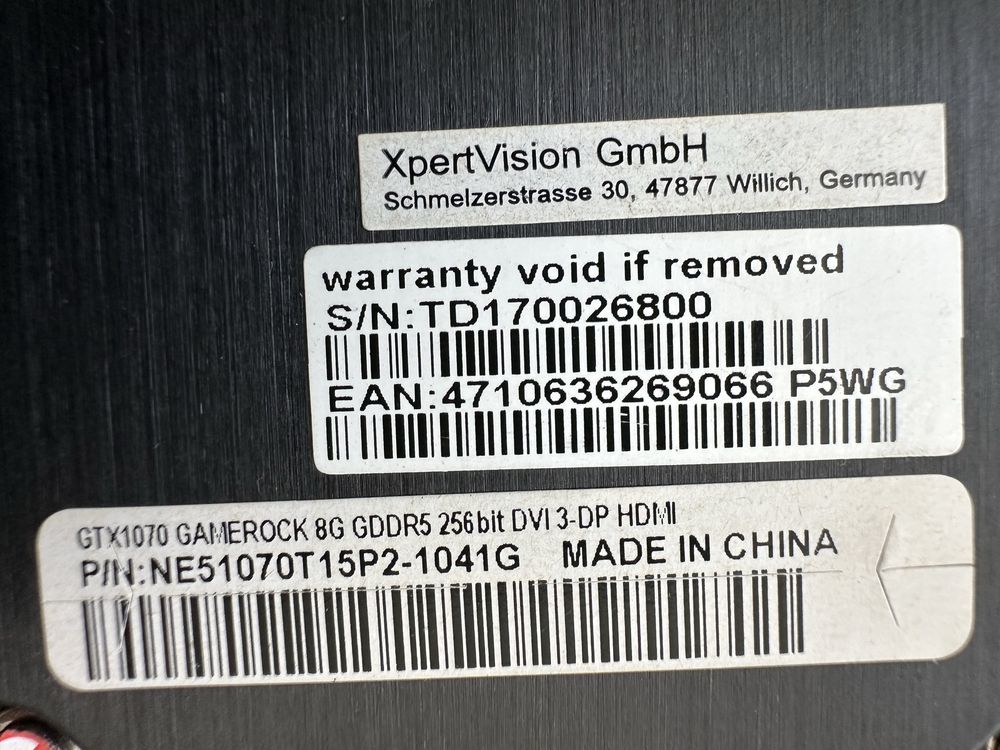 XpertVision GmbH
Schmelzerstrasse 30, 47877 Willich, Germany
warranty void if removed
S/N:TD170026800
EAN:4710636269066 P5WG
GTX1070 GAMEROCK 8G GDDR5 256bit DVI 3-DP HDMI
P/N:NE51070T15P2-1041G MADE IN CHINA